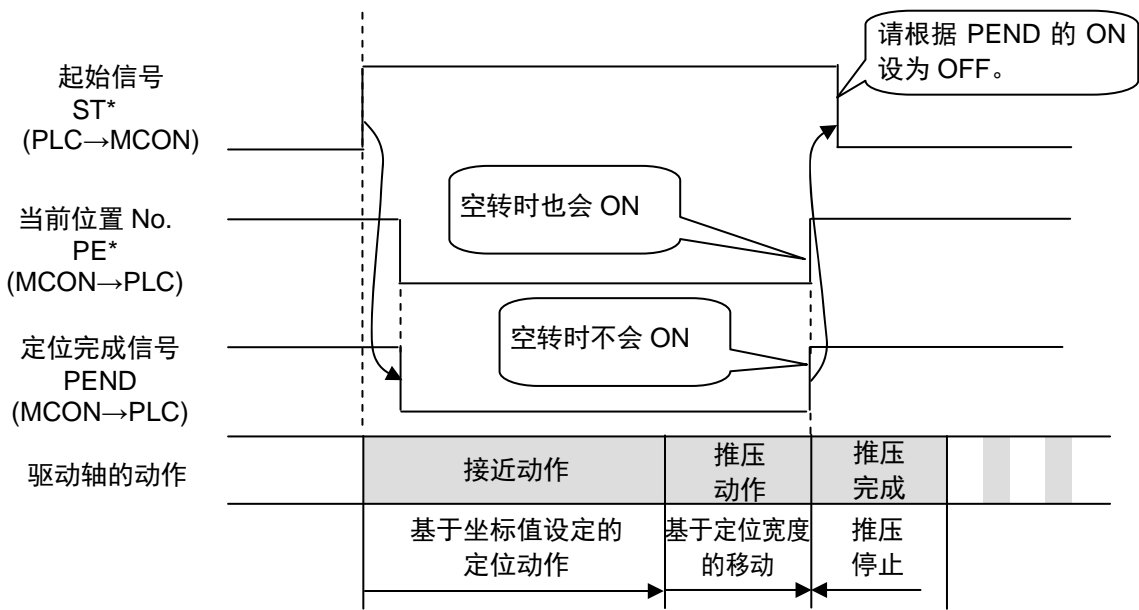 请根据 PEND 的 ON
设为 OFF。
起始信号
ST*
(PLC→MCON)
空转时也会 ON
当前位置 No.
PE*
(MCON→PLC)
空转时不会 ON
定位完成信号
PEND
(MCON→PLC)
驱动轴的动作
接近动作
推压
动作
推压
完成
基于坐标值设定的
定位动作
基于定位宽度
的移动
推压
停止